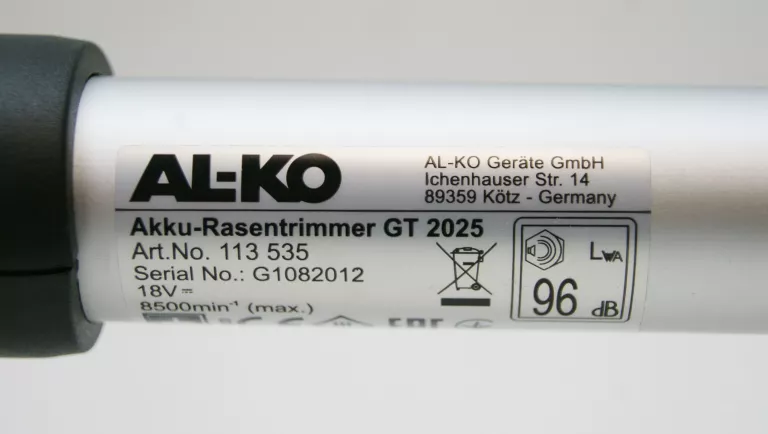 AL-KO
AL-KO Geräte GmbH
Ichenhauser Str. 14
89359 Kötz - Germany
Akku-Rasentrimmer GT 2025
Art.No. 113 535
Serial No.: G1082012
18V⎓
8500min⁻¹ (max.)
LWA
96 dB